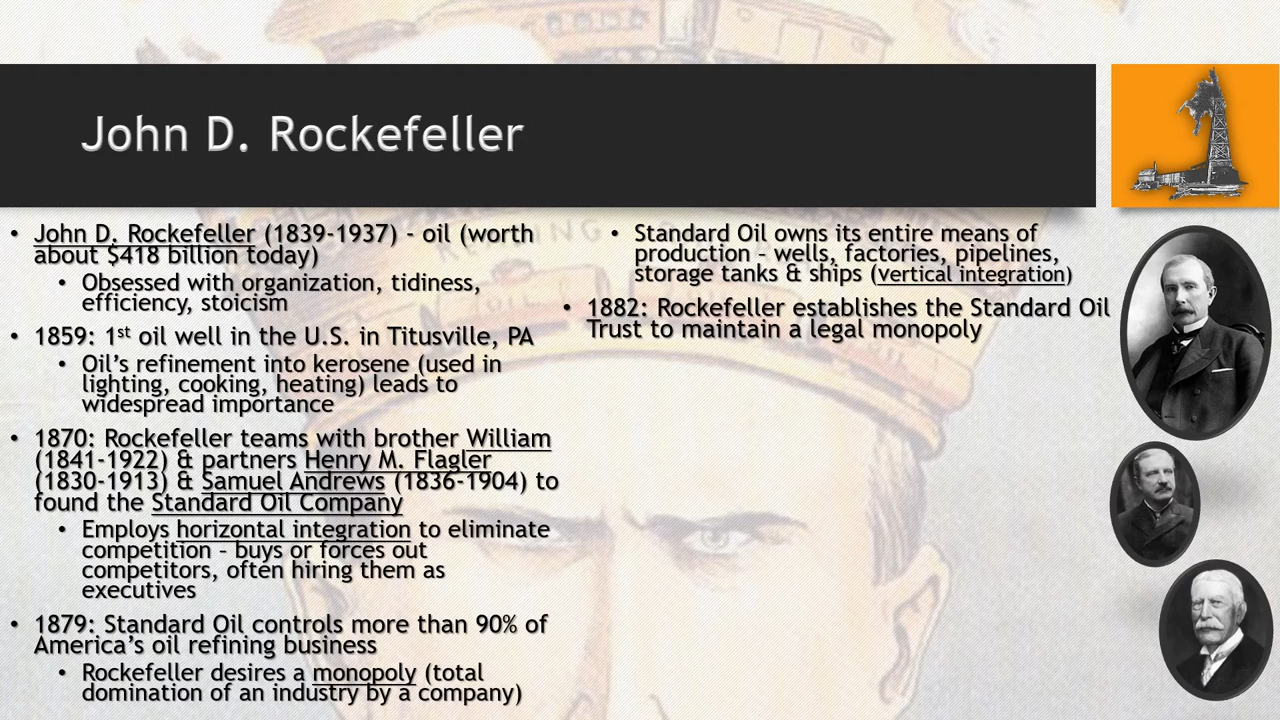 John D. Rockefeller
• John D. Rockefeller (1839-1937) - oil (worth
about $418 billion today)
• Obsessed with organization, tidiness,
efficiency, stoicism
• 1859: 1st oil well in the U.S. in Titusville, PA
• Oil’s refinement into kerosene (used in
lighting, cooking, heating) leads to
widespread importance
• 1870: Rockefeller teams with brother William
(1841-1922) & partners Henry M. Flagler
(1830-1913) & Samuel Andrews (1836-1904) to
found the Standard Oil Company
• Employs horizontal integration to eliminate
competition – buys or forces out
competitors, often hiring them as
executives
• 1879: Standard Oil controls more than 90% of
America’s oil refining business
• Rockefeller desires a monopoly (total
domination of an industry by a company)
• Standard Oil owns its entire means of
production – wells, factories, pipelines,
storage tanks & ships (vertical integration)
• 1882: Rockefeller establishes the Standard Oil
Trust to maintain a legal monopoly